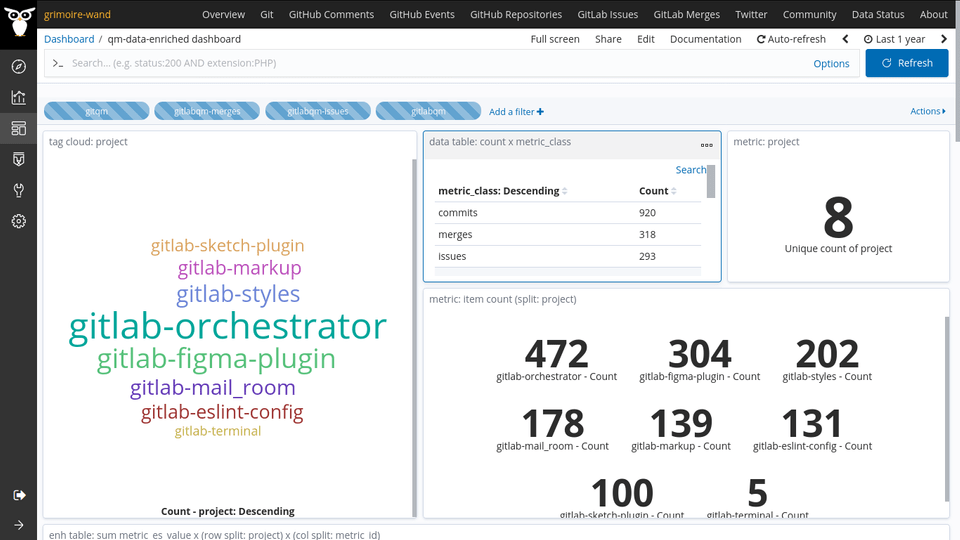 grimoire-wand Overview Git GitHub Comments GitHub Events GitHub Repositories GitLab Issues GitLab Merges Twitter Community Data Status About
Dashboard / qm-data-enriched dashboard Full screen Share Edit Documentation Auto-refresh Last 1 year
>_ Search... (e.g. status:200 AND extension:PHP) Options Refresh
gitqm gitlabqm-merges gitlabqm-issues gitlabqm Add a filter + Actions
tag cloud: project
gitlab-sketch-plugin
gitlab-markup
gitlab-styles
gitlab-orchestrator
gitlab-figma-plugin
gitlab-mail_room
gitlab-eslint-config
gitlab-terminal
Count - project: Descending
data table: count x metric_class
Search
metric_class: Descending Count
commits 920
merges 318
issues 293
metric: project
8
Unique count of project
metric: item count (split: project)
472 304 202
gitlab-orchestrator - Count gitlab-figma-plugin - Count gitlab-styles - Count
178 139 131
gitlab-mail_room - Count gitlab-markup - Count gitlab-eslint-config - Count
100 5
gitlab-sketch-plugin - Count gitlab-terminal - Count
enh table: sum metric_es_value x (row split: project) x (col split: metric_id)